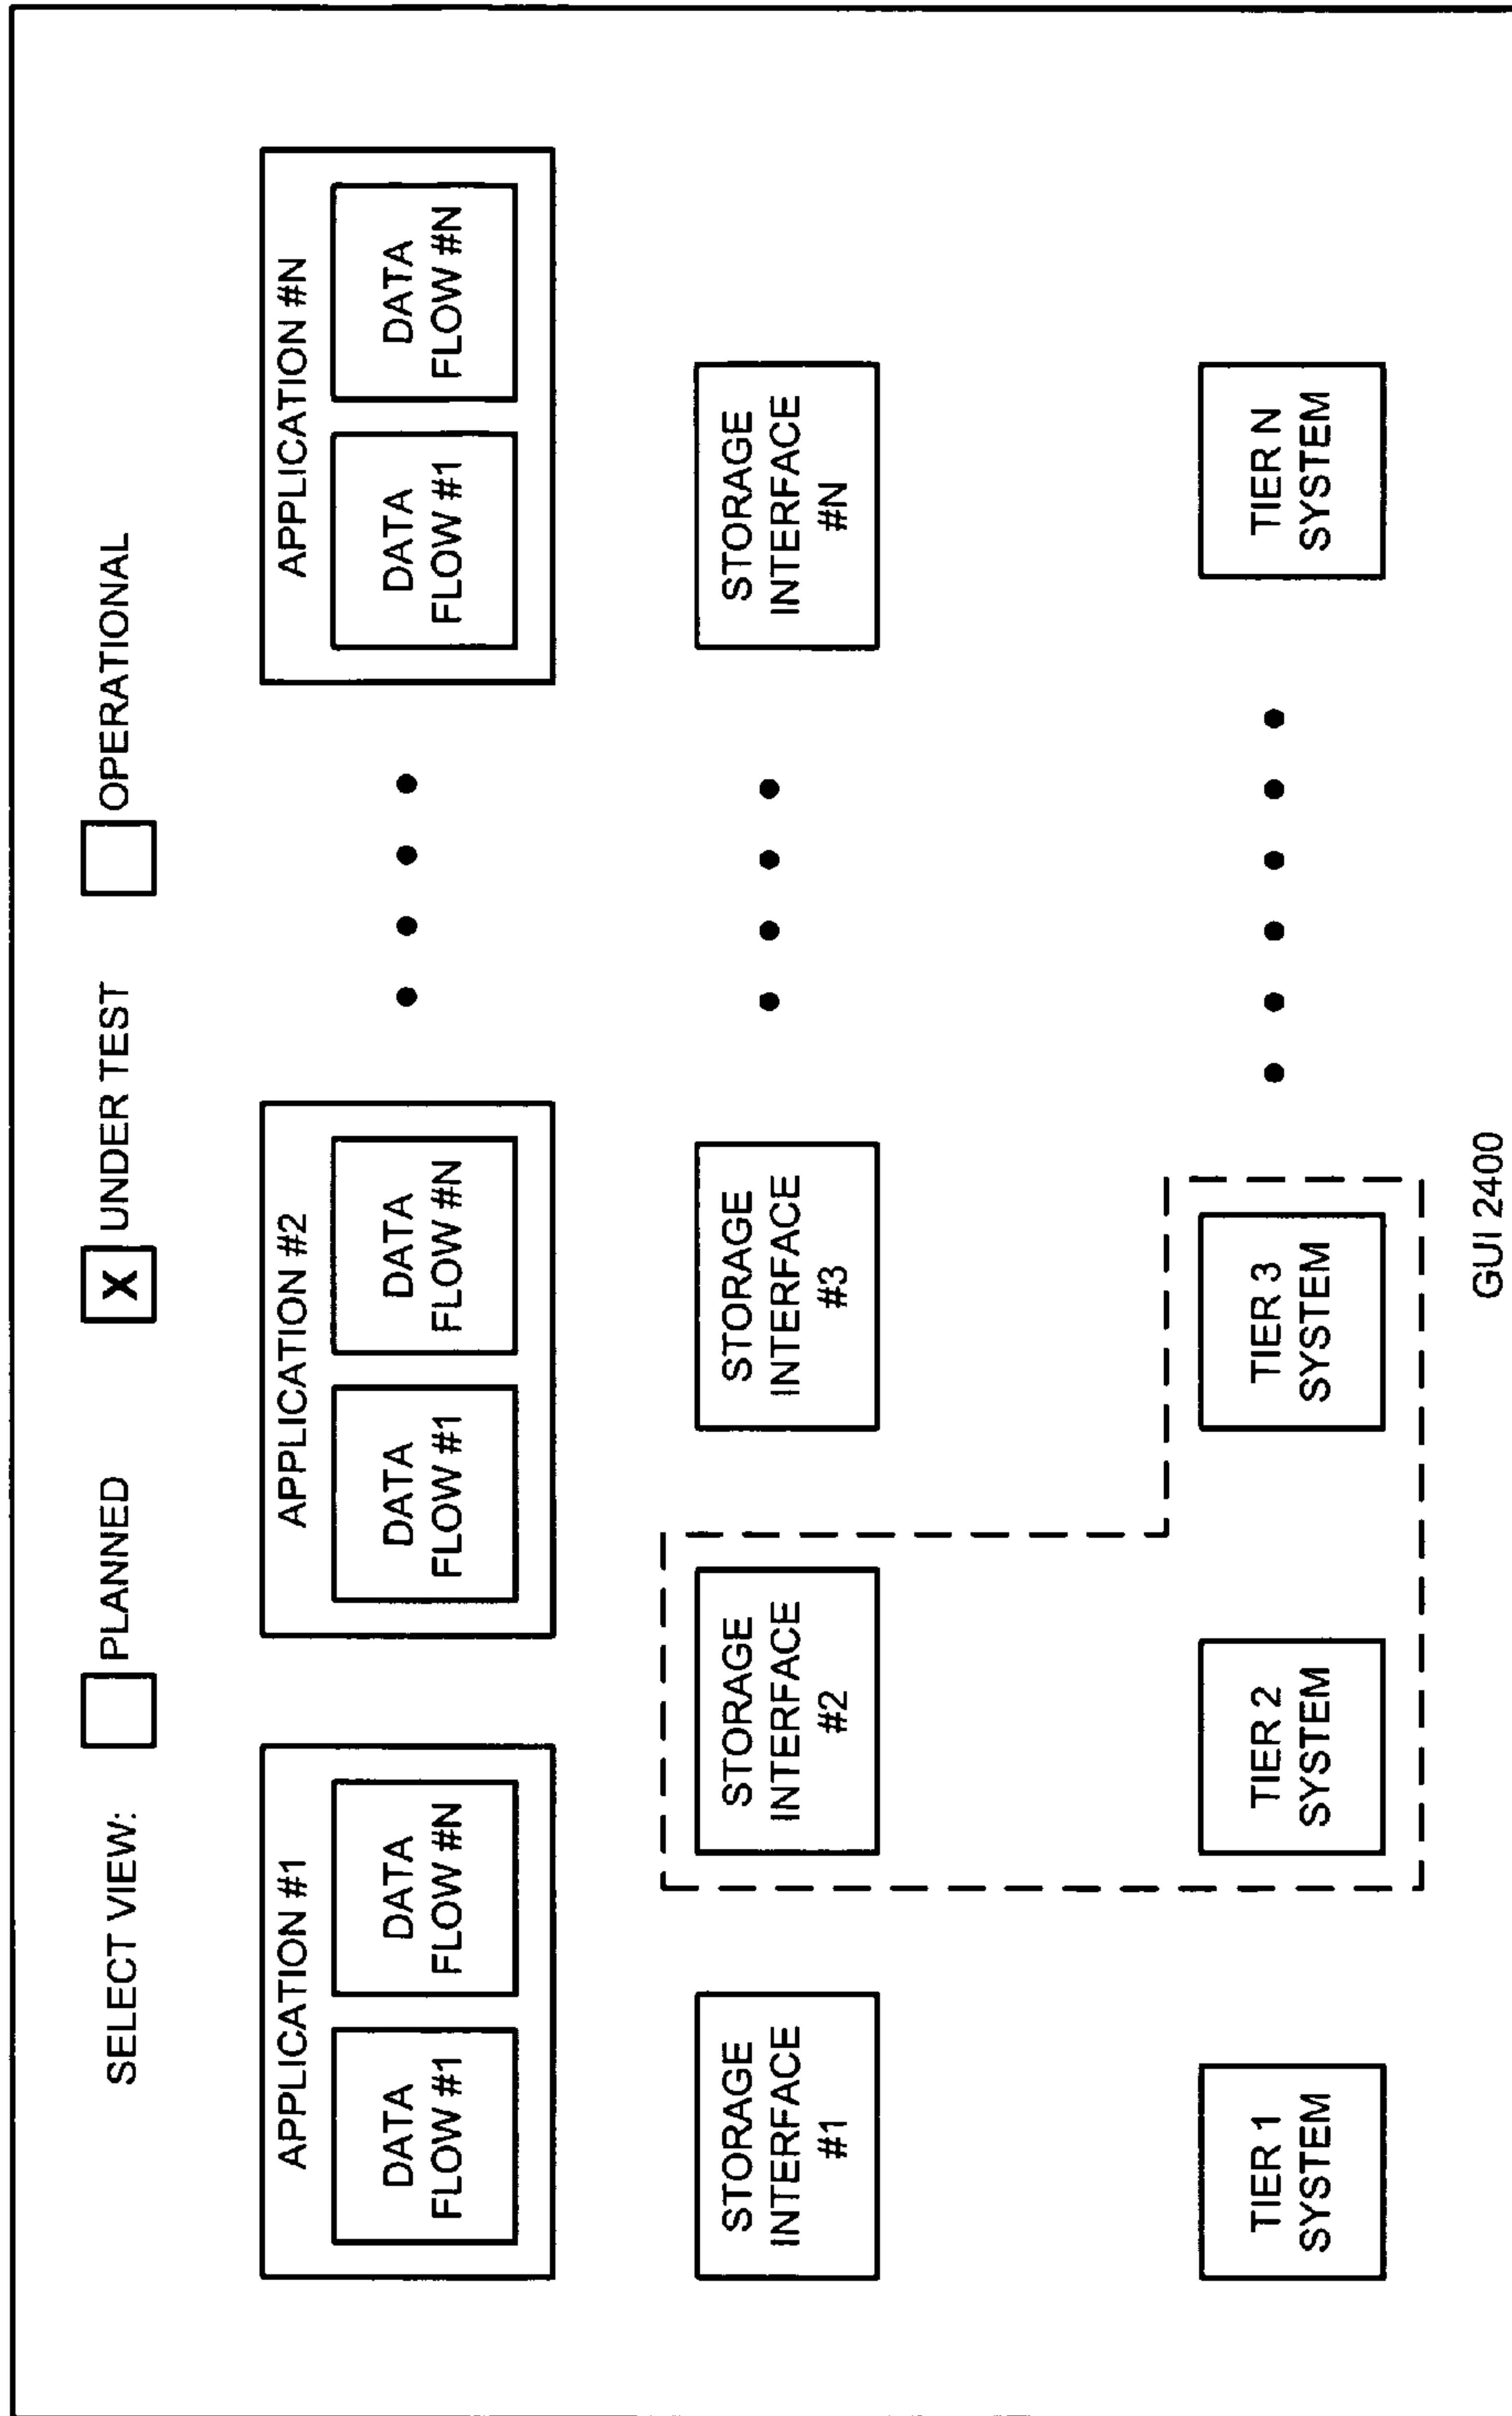 SELECT VIEW:
PLANNED
X
UNDER TEST
OPERATIONAL
APPLICATION #1
DATA
FLOW #1
DATA
FLOW #N
APPLICATION #2
DATA
FLOW #1
DATA
FLOW #N
APPLICATION #N
DATA
FLOW #1
DATA
FLOW #N
STORAGE
INTERFACE
#1
STORAGE
INTERFACE
#2
STORAGE
INTERFACE
#3
STORAGE
INTERFACE
#N
TIER 1
SYSTEM
TIER 2
SYSTEM
TIER 3
SYSTEM
TIER N
SYSTEM
GUI 2400